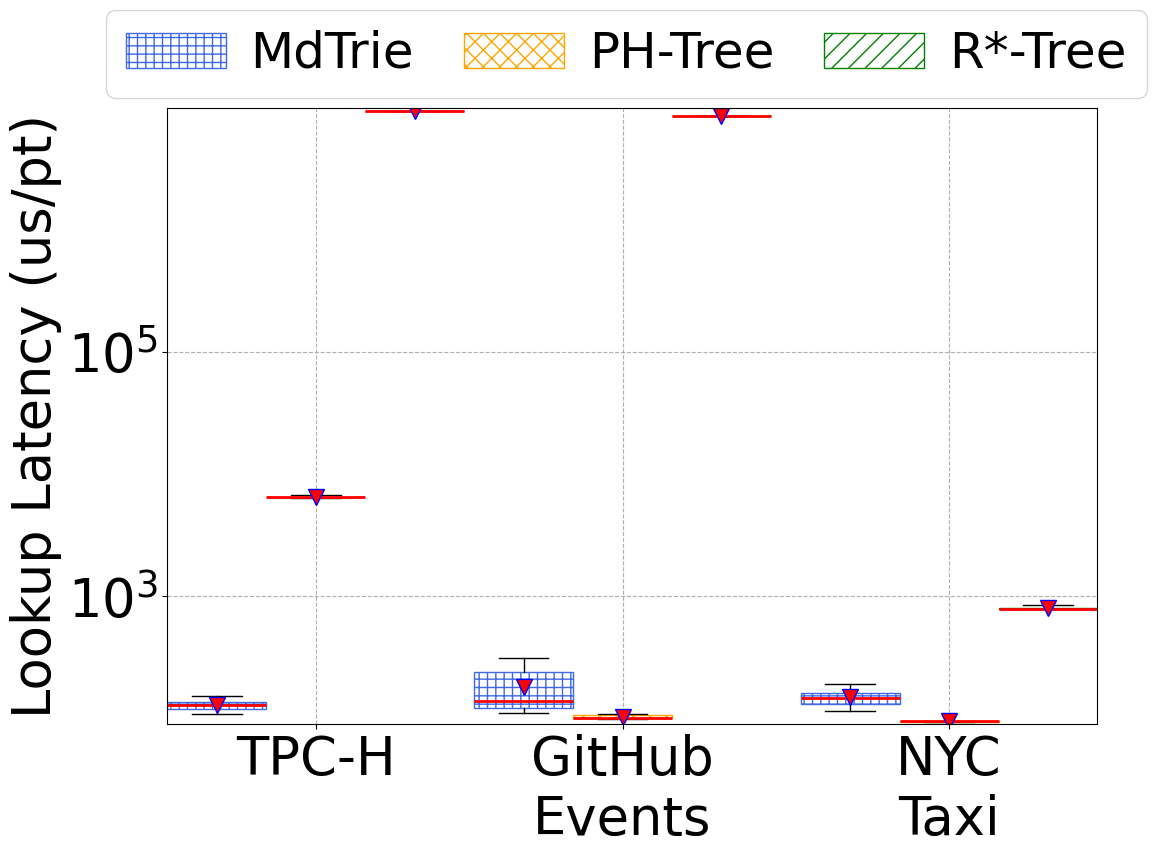 MdTrie PH-Tree R*-Tree
Lookup Latency (us/pt)
10^5
10^3
TPC-H GitHub Events NYC Taxi